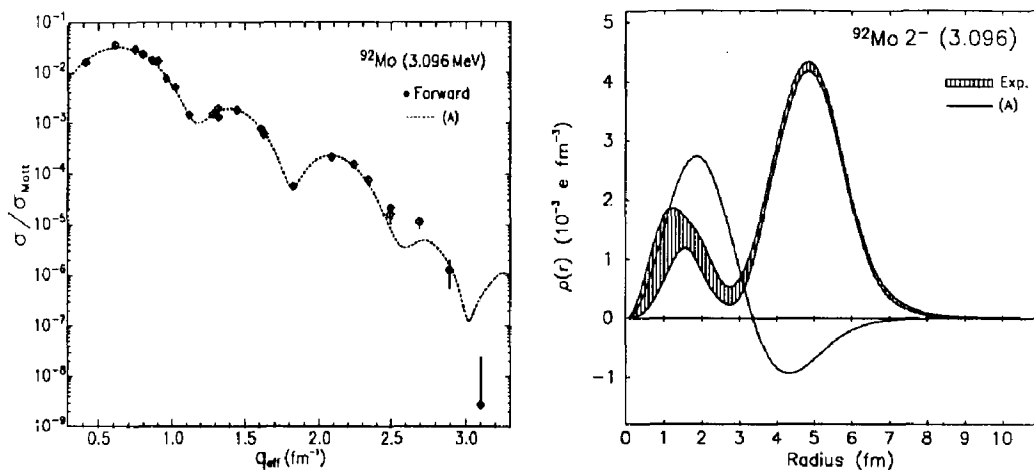 ⁹²Mo (3.096 MeV)
Forward
(A)
σ/σMott
10⁻¹
10⁻²
10⁻³
10⁻⁴
10⁻⁵
10⁻⁶
10⁻⁷
10⁻⁸
10⁻⁹
0.5 1.0 1.5 2.0 2.5 3.0
qeff(fm⁻¹)
⁹²Mo 2⁻ (3.096)
Exp.
(A)
ρ(r) (10⁻³ e fm⁻³)
5
4
3
2
1
0
-1
0 1 2 3 4 5 6 7 8 9 10
Radius (fm)